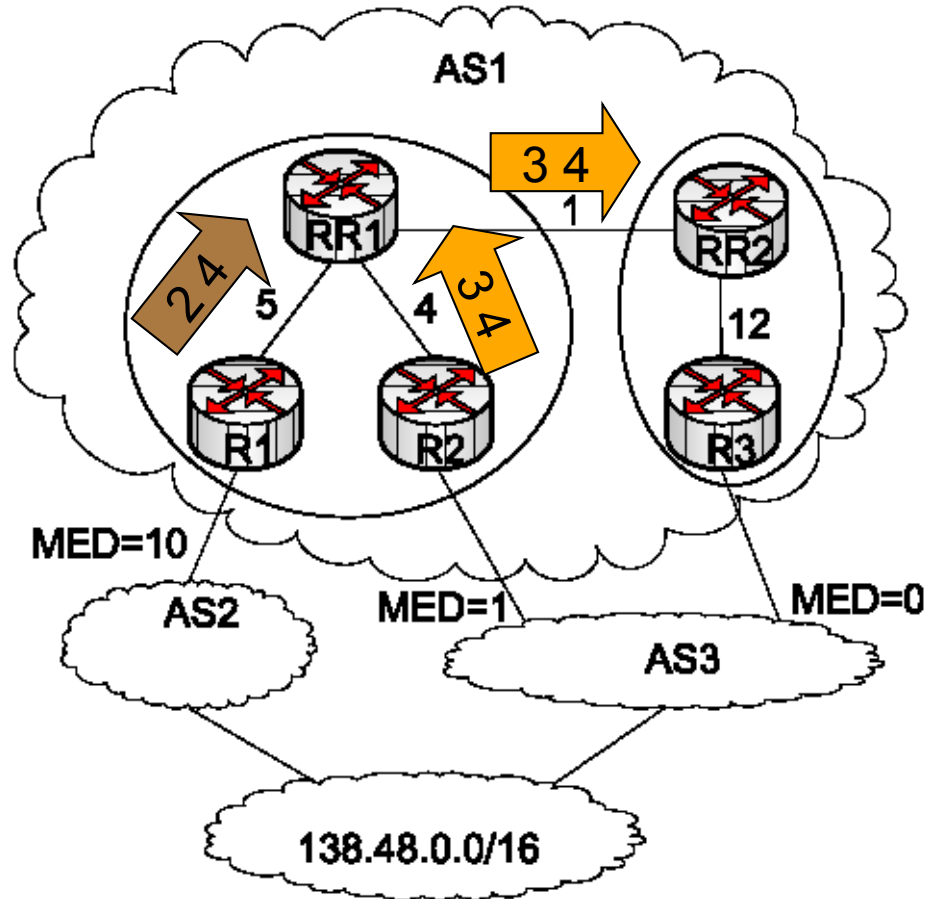 AS1
3 4
1
RR1
RR2
2 4
3 4
5
4
12
R1
R2
R3
MED=10
MED=1
MED=0
AS2
AS3
138.48.0.0/16